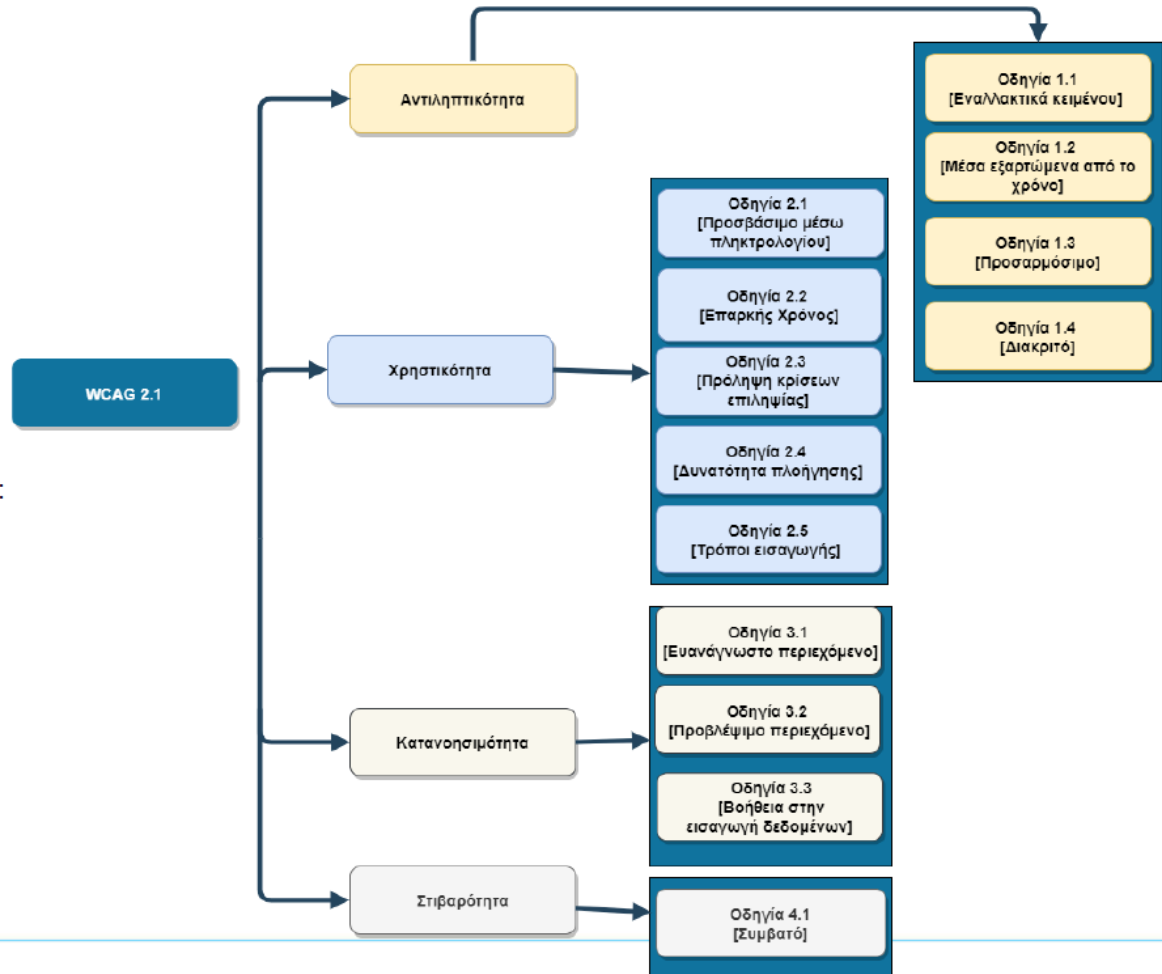 WCAG 2.1
:
Αντιληπτικότητα
Οδηγία 1.1
[Εναλλακτικά κειμένου]
Οδηγία 1.2
[Μέσα εξαρτώμενα από το
χρόνο]
Οδηγία 1.3
[Προσαρμόσιμο]
Οδηγία 1.4
[Διακριτό]
Χρηστικότητα
Οδηγία 2.1
[Προσβάσιμο μέσω
πληκτρολογίου]
Οδηγία 2.2
[Επαρκής Χρόνος]
Οδηγία 2.3
[Πρόληψη κρίσεων
επιληψίας]
Οδηγία 2.4
[Δυνατότητα πλοήγησης]
Οδηγία 2.5
[Τρόποι εισαγωγής]
Κατανοησιμότητα
Οδηγία 3.1
[Ευανάγνωστο περιεχόμενο]
Οδηγία 3.2
[Προβλέψιμο περιεχόμενο]
Οδηγία 3.3
[Βοήθεια στην
εισαγωγή δεδομένων]
Στιβαρότητα
Οδηγία 4.1
[Συμβατό]